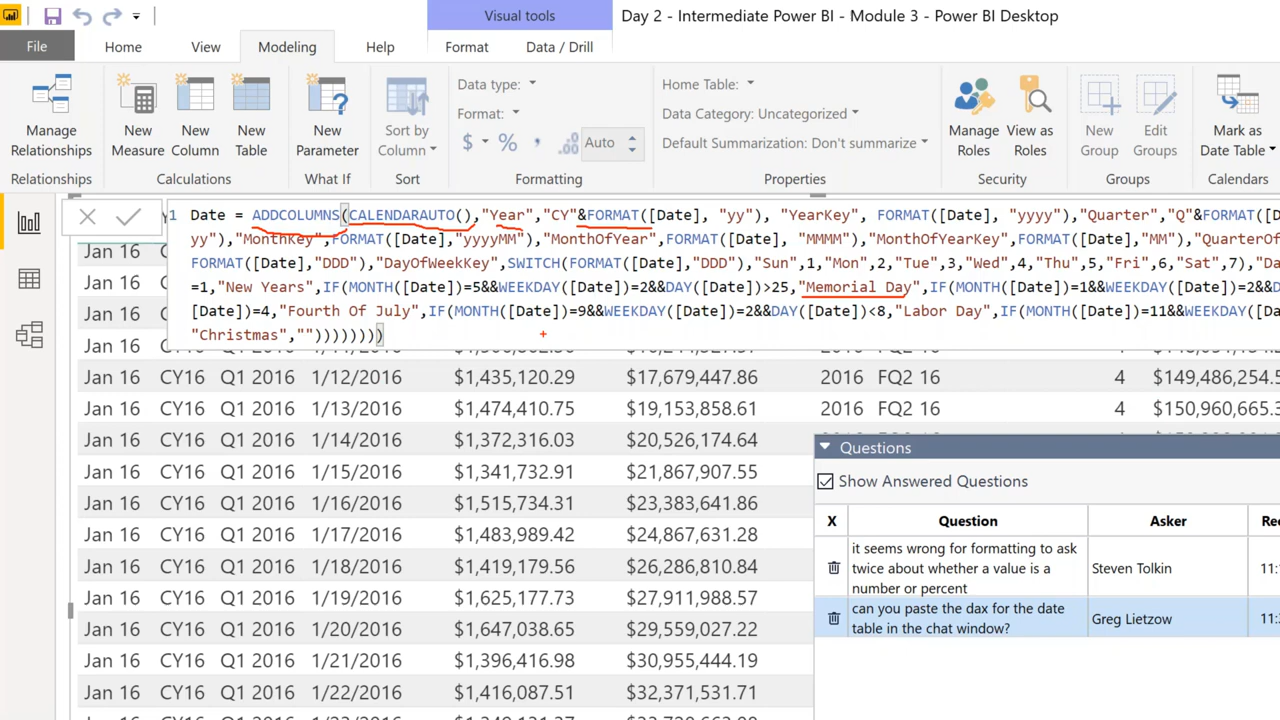 Visual tools
Day 2 - Intermediate Power BI - Module 3 - Power BI Desktop
File Home View Modeling Help Format Data / Drill
Manage Relationships
New Measure
New Column
New Table
New Parameter
Sort by Column
Data type:
Format:
$ % , .00 Auto
Home Table:
Data Category: Uncategorized
Default Summarization: Don't summarize
Manage Roles
View as Roles
New Group
Edit Groups
Mark as Date Table
Relationships Calculations What If Sort Formatting Properties Security Groups Calendars
1 Date = ADDCOLUMNS(CALENDARAUTO(),"Year","CY"&FORMAT([Date], "yy"), "YearKey", FORMAT([Date], "yyyy"),"Quarter","Q"&FORMAT([Date]
yy"),"MonthKey",FORMAT([Date],"yyyyMM"),"MonthOfYear",FORMAT([Date], "MMMM"),"MonthOfYearKey",FORMAT([Date],"MM"),"QuarterOf
FORMAT([Date],"DDD"),"DayOfWeekKey",SWITCH(FORMAT([Date],"DDD"),"Sun",1,"Mon",2,"Tue",3,"Wed",4,"Thu",5,"Fri",6,"Sat",7),"Da
=1,"New Years",IF(MONTH([Date])=5&&WEEKDAY([Date])=2&&DAY([Date])>25,"Memorial Day",IF(MONTH([Date])=1&&WEEKDAY([Date])=2&&D
[Date])=4,"Fourth Of July",IF(MONTH([Date])=9&&WEEKDAY([Date])=2&&DAY([Date])<8,"Labor Day",IF(MONTH([Date])=11&&WEEKDAY([Da
"Christmas",""))))))))
Jan 16
Jan 16
Jan 16
Jan 16 CY16 Q1 2016 1/12/2016 $1,435,120.29 $17,679,447.86 2016 FQ2 16 4 $149,486,254.5
Jan 16 CY16 Q1 2016 1/13/2016 $1,474,410.75 $19,153,858.61 2016 FQ2 16 4 $150,960,665.3
Jan 16 CY16 Q1 2016 1/14/2016 $1,372,316.03 $20,526,174.64
Jan 16 CY16 Q1 2016 1/15/2016 $1,341,732.91 $21,867,907.55
Jan 16 CY16 Q1 2016 1/16/2016 $1,515,734.31 $23,383,641.86
Jan 16 CY16 Q1 2016 1/17/2016 $1,483,989.42 $24,867,631.28
Jan 16 CY16 Q1 2016 1/18/2016 $1,419,179.56 $26,286,810.84
Jan 16 CY16 Q1 2016 1/19/2016 $1,625,177.73 $27,911,988.57
Jan 16 CY16 Q1 2016 1/20/2016 $1,647,038.65 $29,559,027.22
Jan 16 CY16 Q1 2016 1/21/2016 $1,396,416.98 $30,955,444.19
Jan 16 CY16 Q1 2016 1/22/2016 $1,416,087.51 $32,371,531.71
Questions
Show Answered Questions
X Question Asker
it seems wrong for formatting to ask
twice about whether a value is a
number or percent
Steven Tolkin 11:
can you paste the dax for the date
table in the chat window?
Greg Lietzow 11: